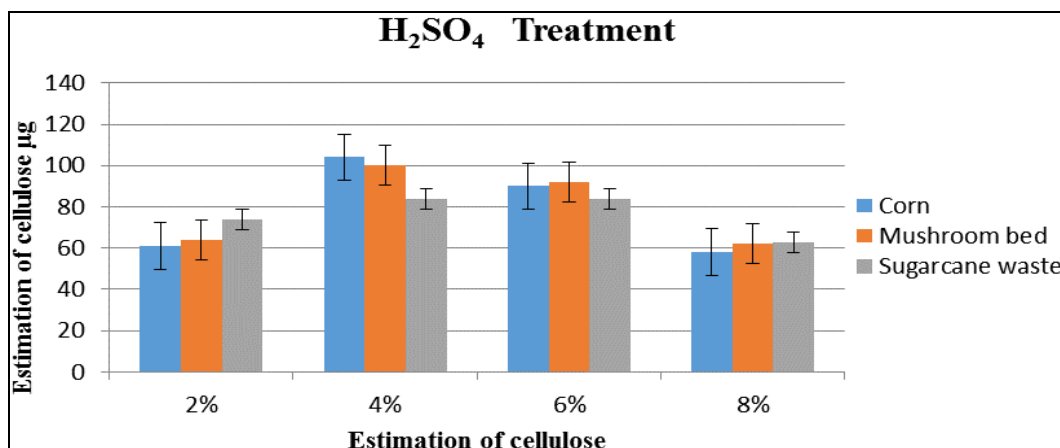 H₂SO₄ Treatment
Estimation of cellulose µg
140
120
100
80
60
40
20
0
2% 4% 6% 8%
Estimation of cellulose
Corn
Mushroom bed
Sugarcane waste